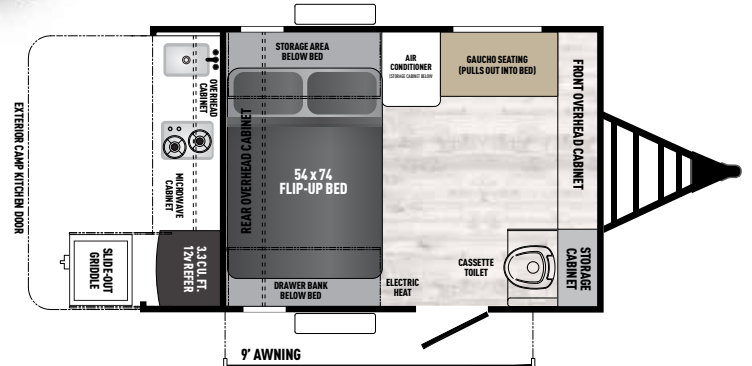 EXTERIOR CAMP KITCHEN DOOR
OVERHEAD
CABINET
MICROWAVE
CABINET
SLIDE-OUT
GRIDDLE
3.3 CU. FT.
12v REFER
STORAGE AREA
BELOW BED
REAR OVERHEAD CABINET
54 x 74
FLIP-UP BED
DRAWER BANK
BELOW BED
AIR
CONDITIONER
(STORAGE CABINET BELOW
GAUCHO SEATING
(PULLS OUT INTO BED)
FRONT OVERHEAD CABINET
CASSETTE
TOILET
STORAGE
CABINET
ELECTRIC
HEAT
9' AWNING